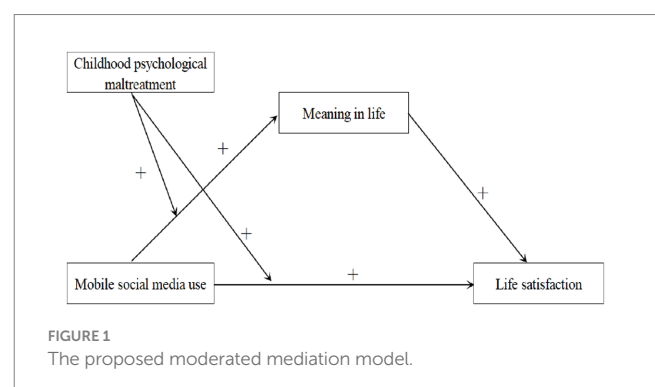 Childhood psychological
maltreatment
Meaning in life
+
+
+
+
+
Mobile social media use
Life satisfaction
FIGURE 1
The proposed moderated mediation model.